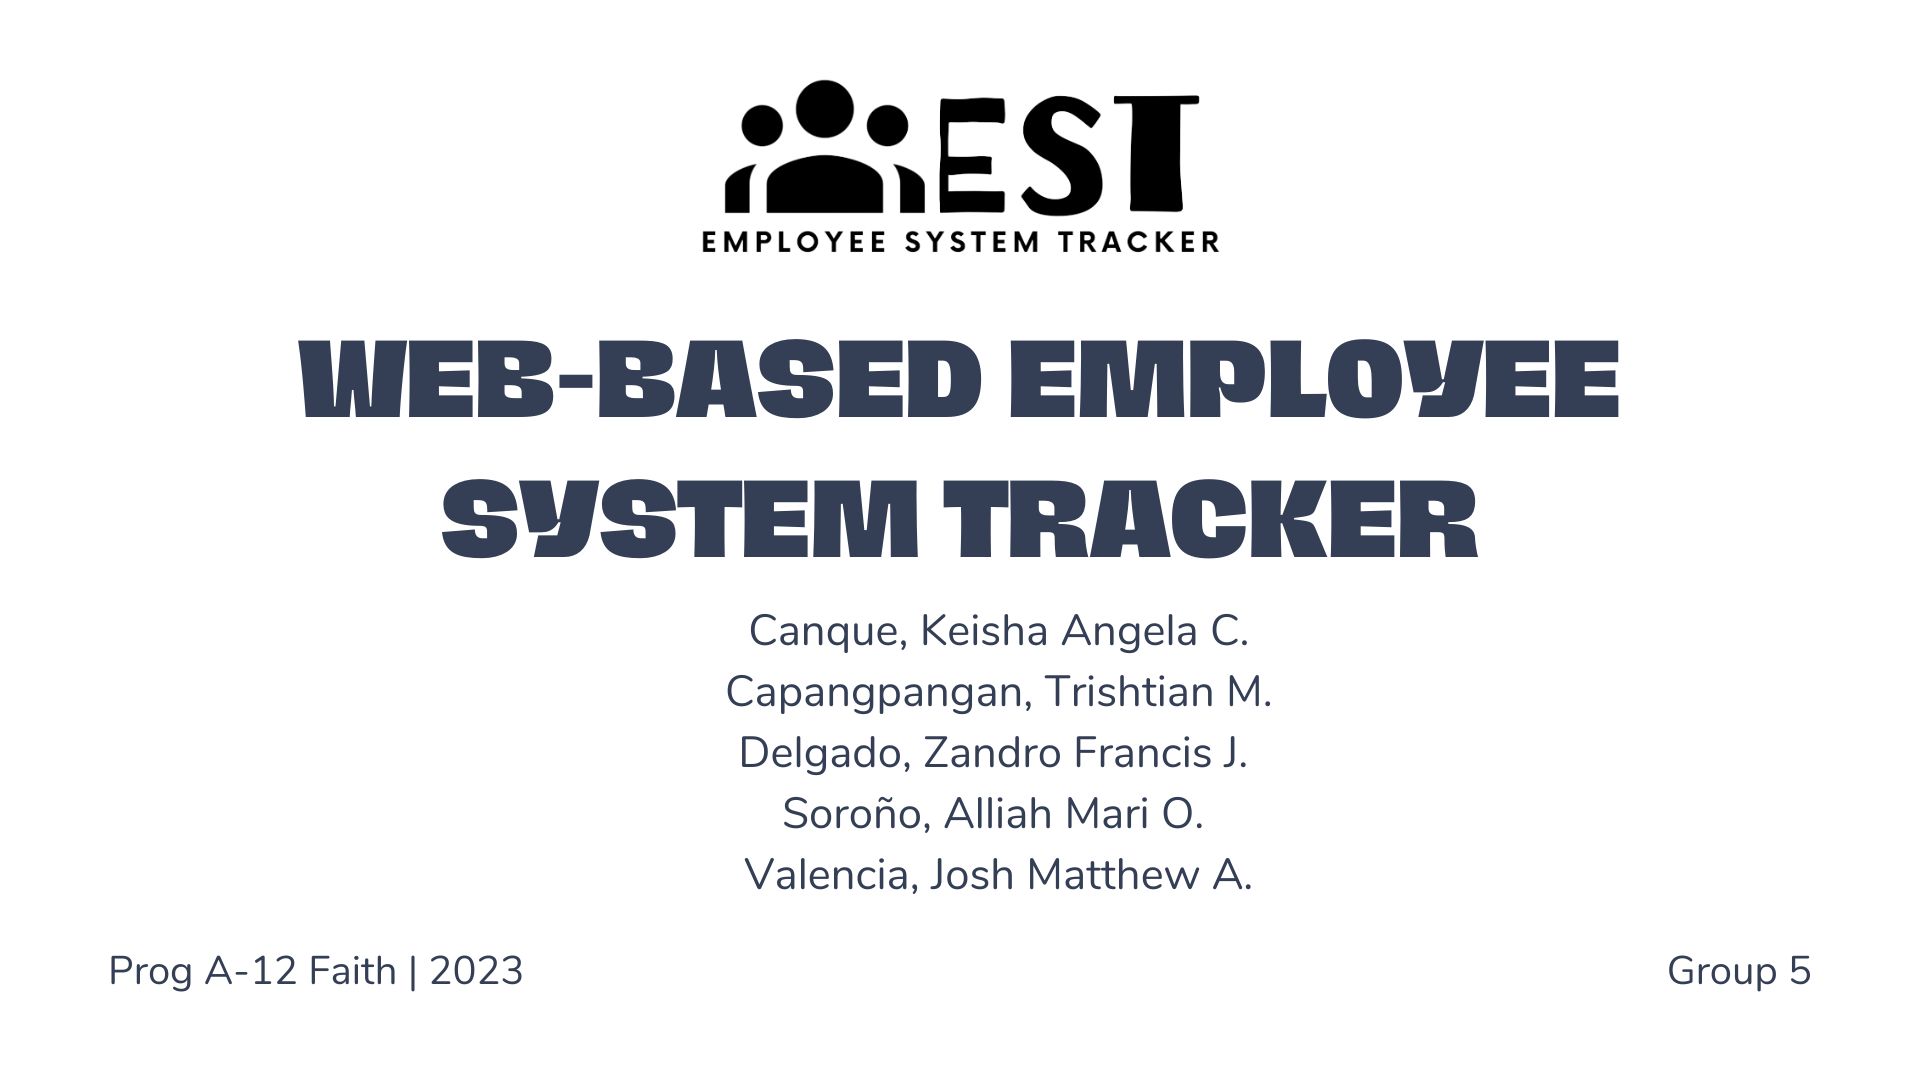 EST
EMPLOYEE SYSTEM TRACKER
WEB-BASED EMPLOYEE
SYSTEM TRACKER
Canque, Keisha Angela C.
Capangpangan, Trishtian M.
Delgado, Zandro Francis J.
Soroño, Alliah Mari O.
Valencia, Josh Matthew A.
Prog A-12 Faith | 2023
Group 5